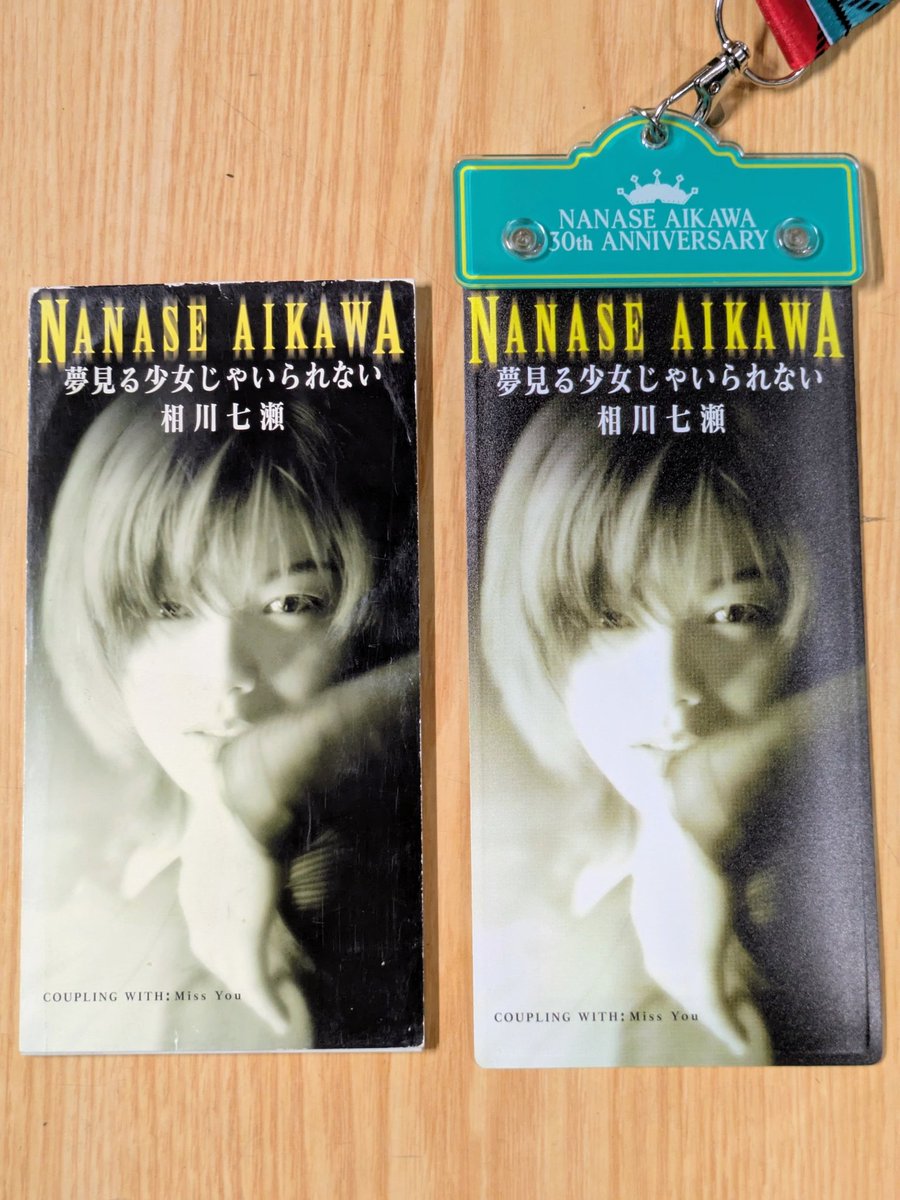 NANASE AIKAWA
夢見る少女じゃいられない
相川七瀬
COUPLING WITH: Miss You
NANASE AIKAWA
30th ANNIVERSARY
NANASE AIKAWA
夢見る少女じゃいられない
相川七瀬
COUPLING WITH: Miss You